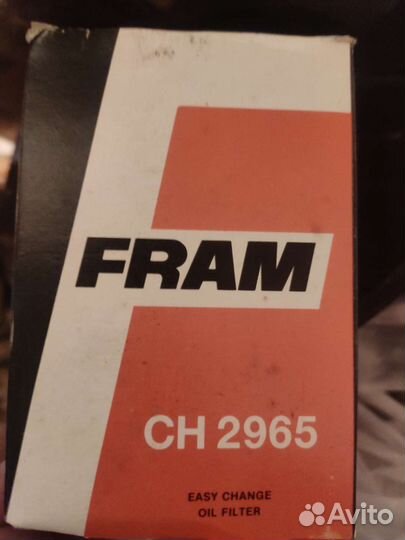 FRAM
CH 2965
EASY CHANGE
OIL FILTER
Avito